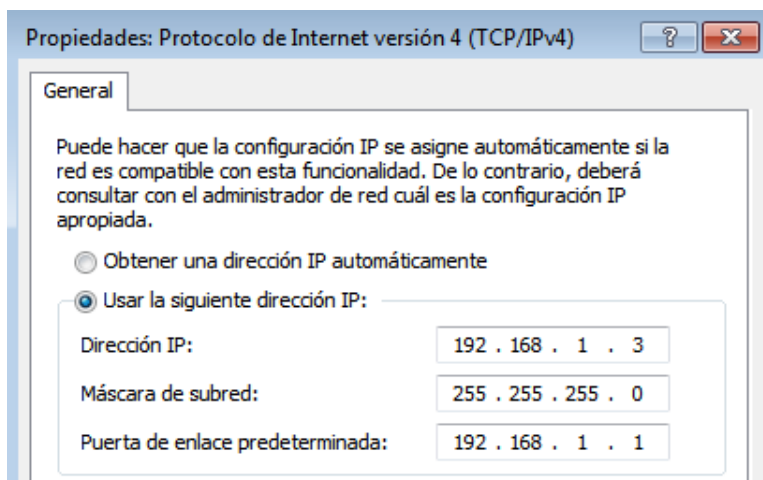 Propiedades: Protocolo de Internet versión 4 (TCP/IPv4)
General
Puede hacer que la configuración IP se asigne automáticamente si la
red es compatible con esta funcionalidad. De lo contrario, deberá
consultar con el administrador de red cuál es la configuración IP
apropiada.
Obtener una dirección IP automáticamente
Usar la siguiente dirección IP:
Dirección IP: 192 . 168 . 1 . 3
Máscara de subred: 255 . 255 . 255 . 0
Puerta de enlace predeterminada: 192 . 168 . 1 . 1